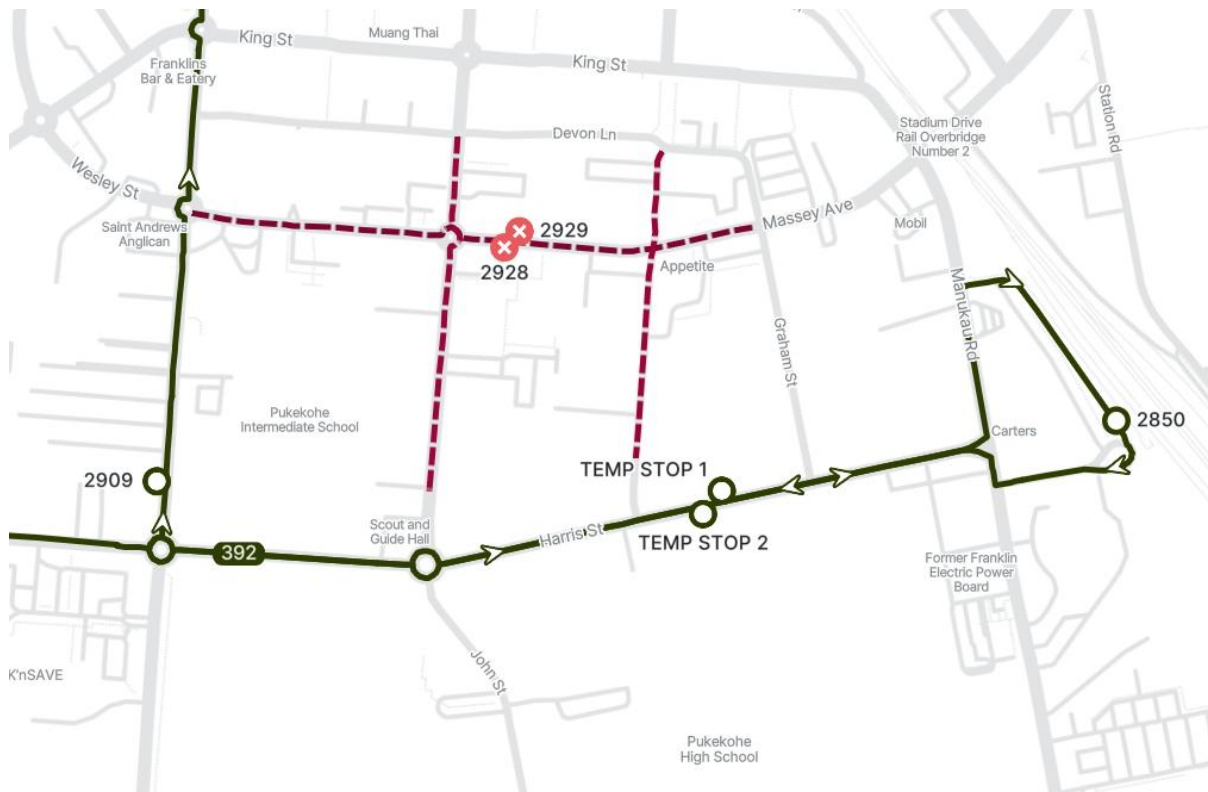 King St
Muang Thai
King St
Franklins
Bar & Eatery
Station Rd
Devon Ln
Stadium Drive
Rail Overbridge
Number 2
Wesley St
Massey Ave
Saint Andrews
Anglican
Mobil
2929
2928
Appetite
Manukau Rd
Graham St
Pukekohe
Intermediate School
2850
Carters
2909
TEMP STOP 1
Scout and
Guide Hall
Harris St
TEMP STOP 2
392
Former Franklin
Electric Power
Board
K'nSAVE
John St
Pukekohe
High School